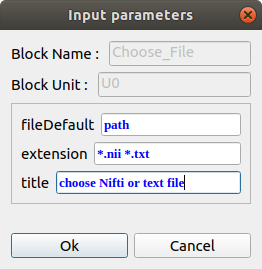 Input parameters
Block Name : Choose_File
Block Unit : U0
fileDefault path
extension *.nii *.txt
title choose Nifti or text file
Ok Cancel